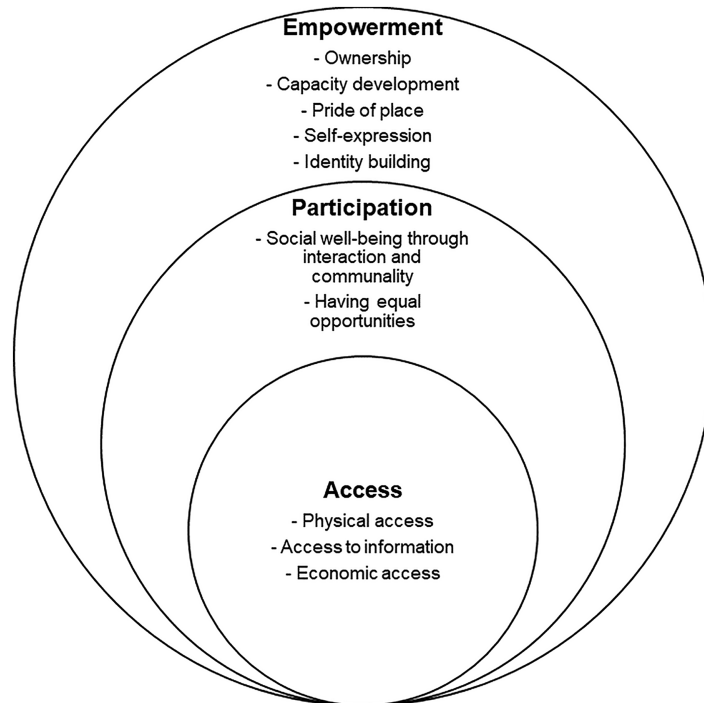 Empowerment
- Ownership
- Capacity development
- Pride of place
- Self-expression
- Identity building
Participation
- Social well-being through
interaction and
communality
- Having equal
opportunities
Access
- Physical access
- Access to information
- Economic access